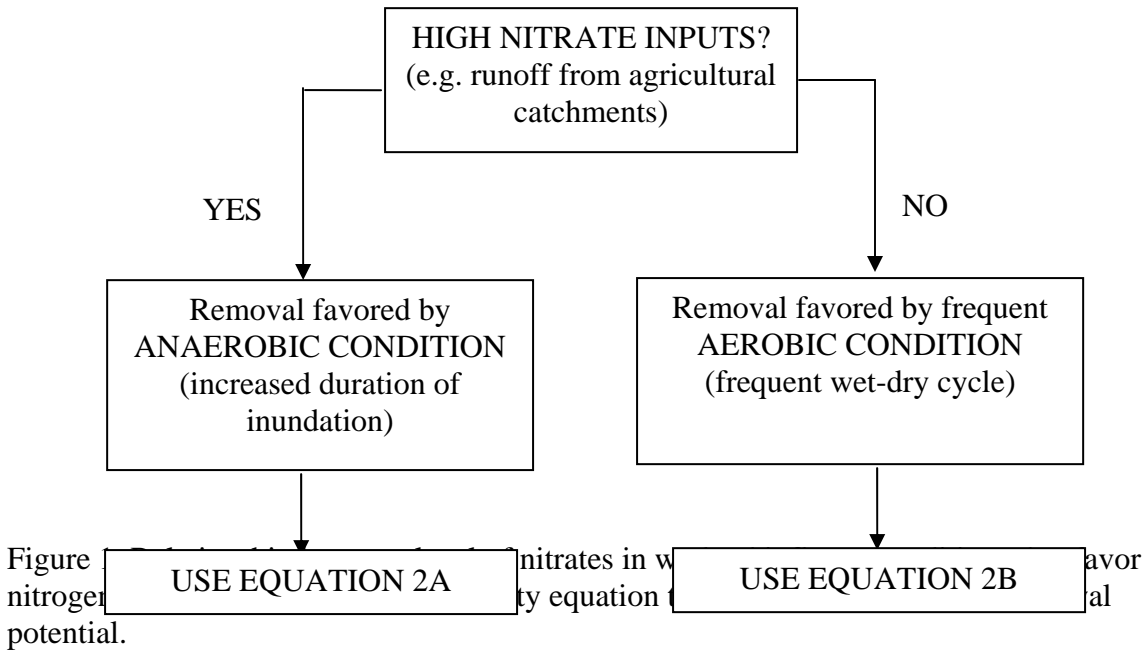 HIGH NITRATE INPUTS?
(e.g. runoff from agricultural
catchments)
YES
NO
Removal favored by
ANAEROBIC CONDITION
(increased duration of
inundation)
Removal favored by frequent
AEROBIC CONDITION
(frequent wet-dry cycle)
USE EQUATION 2A
USE EQUATION 2B
Figure nitrates in avor
nitrogen ty equation
potential.